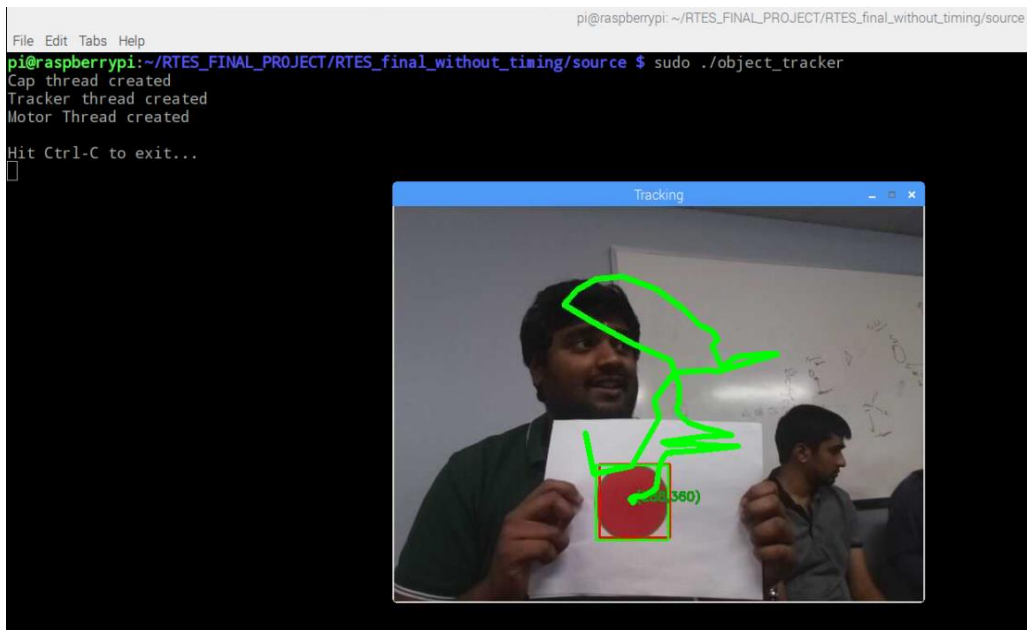 pi@raspberrypi: ~/RTES_FINAL_PROJECT/RTES_final_without_timing/source
File Edit Tabs Help
pi@raspberrypi:~/RTES_FINAL_PROJECT/RTES_final_without_timing/source $ sudo ./object_tracker
Cap thread created
Tracker thread created
Motor Thread created
Hit Ctrl-C to exit...
Tracking
360)